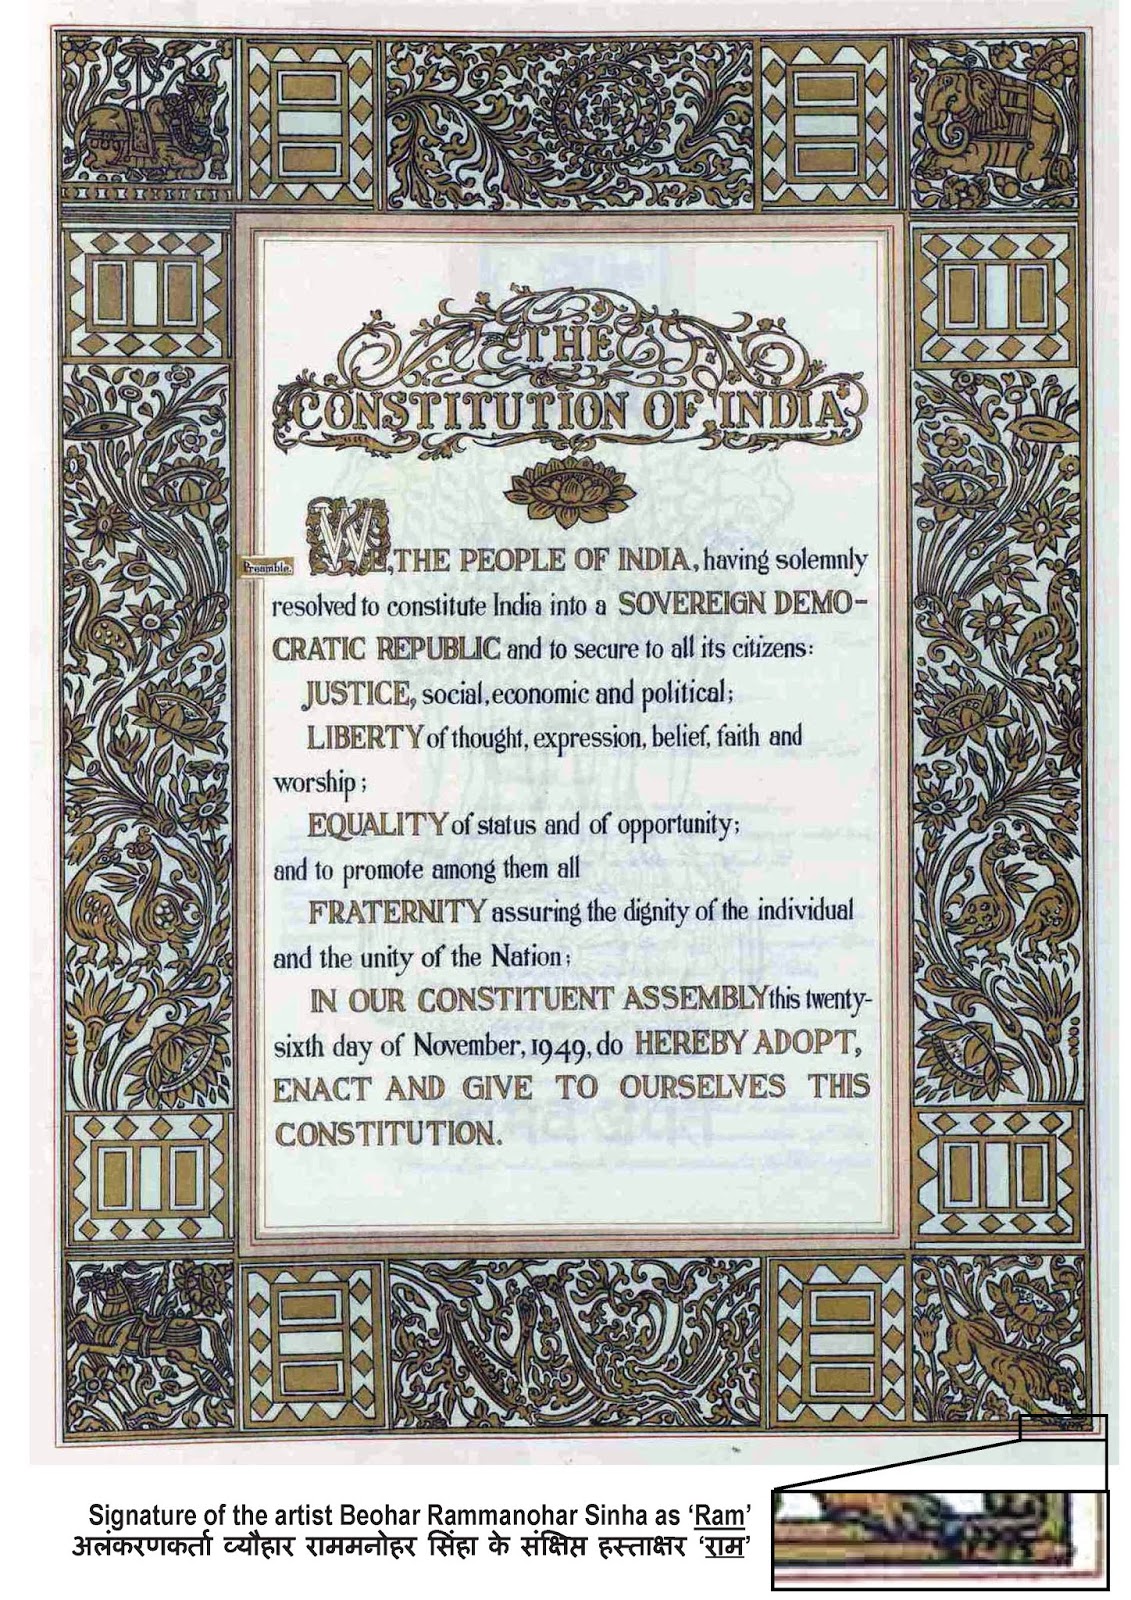 THE
CONSTITUTION OF INDIA
Preamble.
WE, THE PEOPLE OF INDIA, having solemnly
resolved to constitute India into a SOVEREIGN DEMO-
CRATIC REPUBLIC and to secure to all its citizens:
JUSTICE, social, economic and political;
LIBERTY of thought, expression, belief, faith and
worship;
EQUALITY of status and of opportunity;
and to promote among them all
FRATERNITY assuring the dignity of the individual
and the unity of the Nation;
IN OUR CONSTITUENT ASSEMBLY this twenty-
sixth day of November, 1949, do HEREBY ADOPT,
ENACT AND GIVE TO OURSELVES THIS
CONSTITUTION.
Signature of the artist Beohar Rammanohar Sinha as ‘Ram’
अलंकरणकर्ता व्यौहार राममनोहर सिंहा के संक्षिप्त हस्ताक्षर ‘राम’